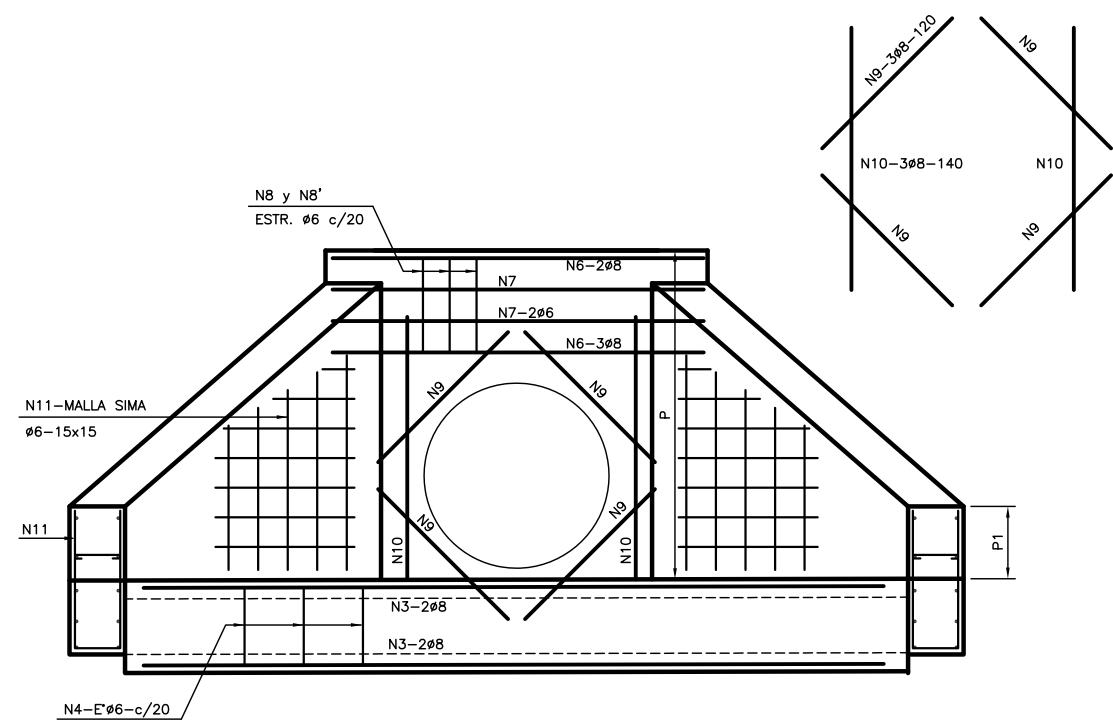 N9-3ø8-120
N9
N10-3ø8-140
N10
N9
N9
N8 y N8'
ESTR. ø6 c/20
N6-2ø8
N7
N7-2ø6
N6-3ø8
N9
N9
P
N11-MALLA SIMA
ø6-15x15
N11
N9
N9
N10
N10
P1
N3-2ø8
N3-2ø8
N4-E'ø6-c/20